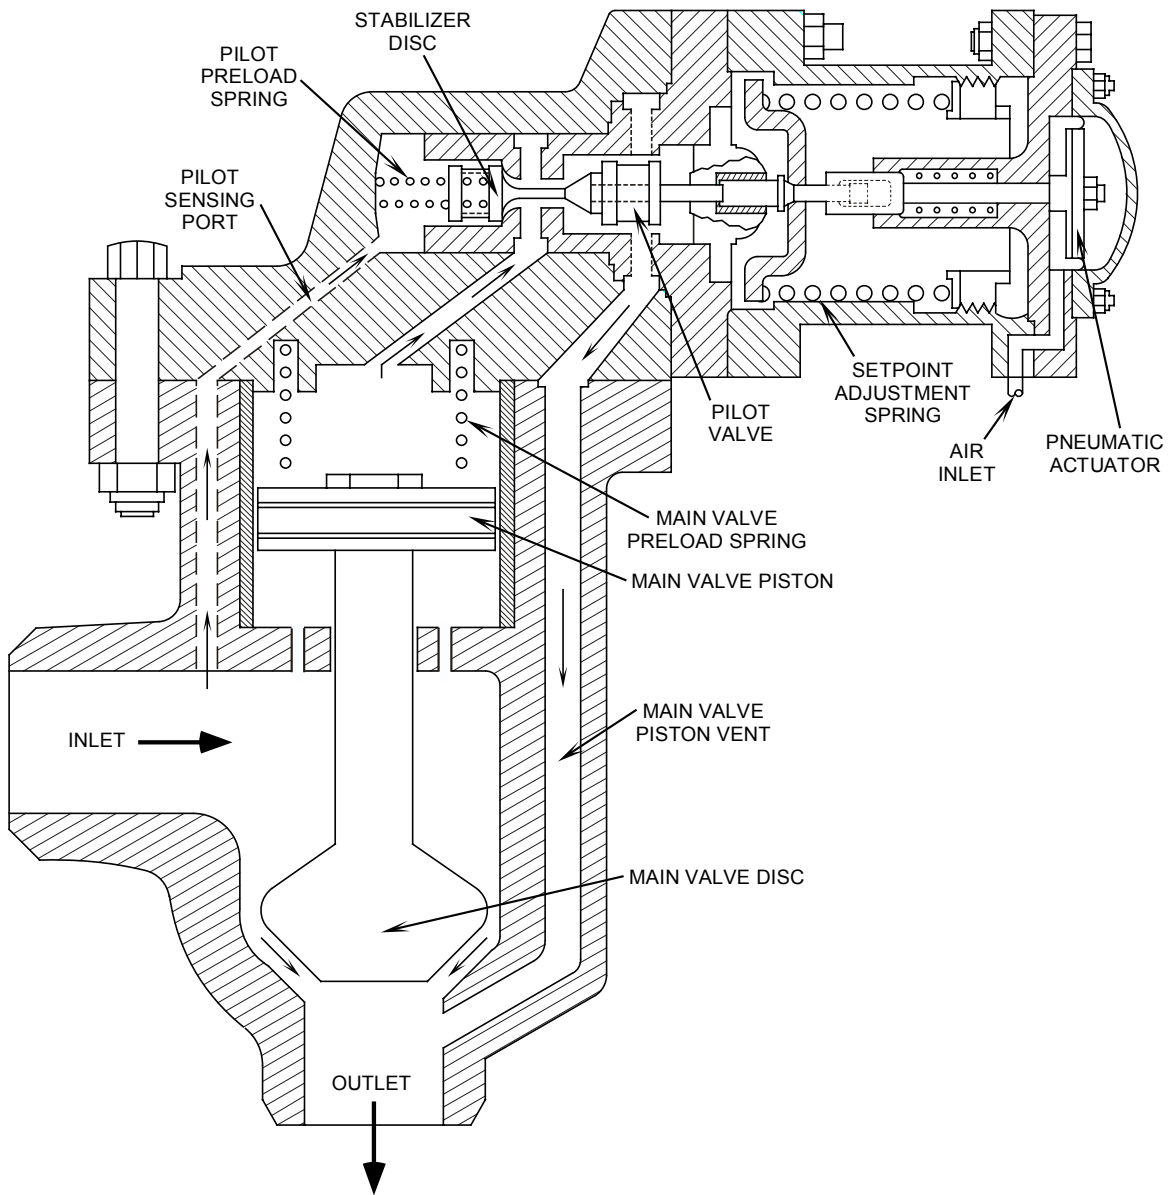 STABILIZER
DISC
PILOT
PRELOAD
SPRING
PILOT
SENSING
PORT
SETPOINT
ADJUSTMENT
SPRING
PILOT
VALVE
AIR
INLET
PNEUMATIC
ACTUATOR
MAIN VALVE
PRELOAD SPRING
MAIN VALVE PISTON
MAIN VALVE
PISTON VENT
INLET
MAIN VALVE DISC
OUTLET